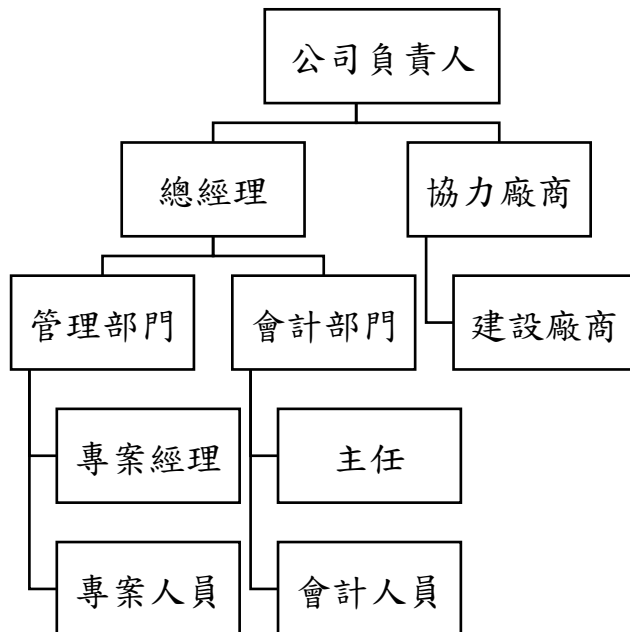 公司負責人
總經理
協力廠商
管理部門
會計部門
建設廠商
專案經理
主任
專案人員
會計人員